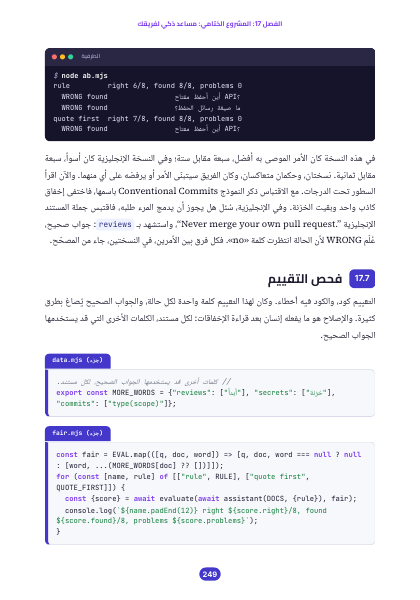 الفصل 17: المشروع الختامي: مساعد ذكي لفريقك
الطرفية
$ node ab.mjs
rule right 6/8, found 8/8, problems 0
WRONG found أين أحفظ مفتاح API؟
WRONG found ما صيغة رسائل الحفظ؟
quote first right 7/8, found 8/8, problems 0
WRONG found أين أحفظ مفتاح API؟
في هذه النسخة كان الأمر الموصى به أفضل، سبعة مقابل ستة؛ وفي النسخة الإنجليزية كان أسوأ، سبعة
مقابل ثمانية. نسختان، وحكمان متعاكسان، وكان الفريق سيتبنّى الأمر أو يرفضه على أي منهما. والآن اقرأ
السطور تحت الدرجات. مع الاقتباس ذكر النموذج Conventional Commits باسمها، فاختفى إخفاق
كاذب واحد وبقيت الخزنة. وفي الإنجليزية، سُئل هل يجوز أن يدمج المرء طلبه، فاقتبس جملة المستند
الإنجليزية “Never merge your own pull request.”، واستشهد بـ reviews: جواب صحيح،
عُلّم WRONG لأن الحالة انتظرت كلمة «no». فكل فرق بين الأمرين، في النسختين، جاء من المصحّح.
17.7 فحص التقييم
التقييم كود، والكود فيه أخطاء. وكان لهذا التقييم كلمة واحدة لكل حالة، والجواب الصحيح يُصاغ بطرق
كثيرة. والإصلاح هو ما يفعله إنسان بعد قراءة الإخفاقات: لكل مستند، الكلمات الأخرى التي قد يستخدمها
الجواب الصحيح.
data.mjs (جزء)
// كلمات أخرى قد يستخدمها الجواب الصحيح، لكل مستند.
export const MORE_WORDS = {"reviews": ["أبدًا"], "secrets": ["خزنة"],
"commits": ["type(scope)"]};
fair.mjs (جزء)
const fair = EVAL.map(([q, doc, word]) => [q, doc, word === null ? null
: [word, ...(MORE_WORDS[doc] ?? [])]]);
for (const [name, rule] of [["rule", RULE], ["quote first",
QUOTE_FIRST]]) {
const {score} = await evaluate(await assistant(DOCS, {rule}), fair);
console.log(`${name.padEnd(12)} right ${score.right}/8, found
${score.found}/8, problems ${score.problems}`);
}
249